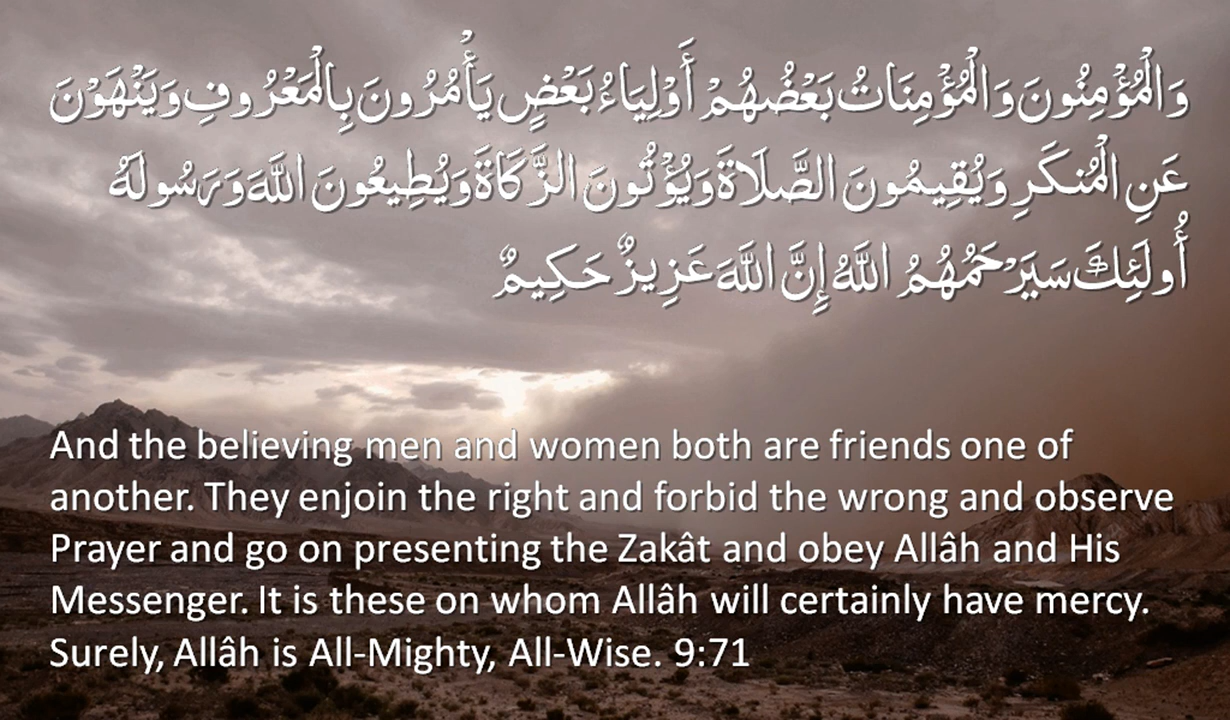 وَالْمُؤْمِنُونَ وَالْمُؤْمِنَاتُ بَعْضُهُمْ أَوْلِيَاءُ بَعْضٍ يَأْمُرُونَ بِالْمَعْرُوفِ وَيَنْهَوْنَ
عَنِ الْمُنكَرِ وَيُقِيمُونَ الصَّلَاةَ وَيُؤْتُونَ الزَّكَاةَ وَيُطِيعُونَ اللَّهَ وَرَسُولَهُ
أُولَئِكَ سَيَرْحَمُهُمُ اللَّهُ إِنَّ اللَّهَ عَزِيزٌ حَكِيمٌ
And the believing men and women both are friends one of
another. They enjoin the right and forbid the wrong and observe
Prayer and go on presenting the Zakât and obey Allâh and His
Messenger. It is these on whom Allâh will certainly have mercy.
Surely, Allâh is All-Mighty, All-Wise. 9:71